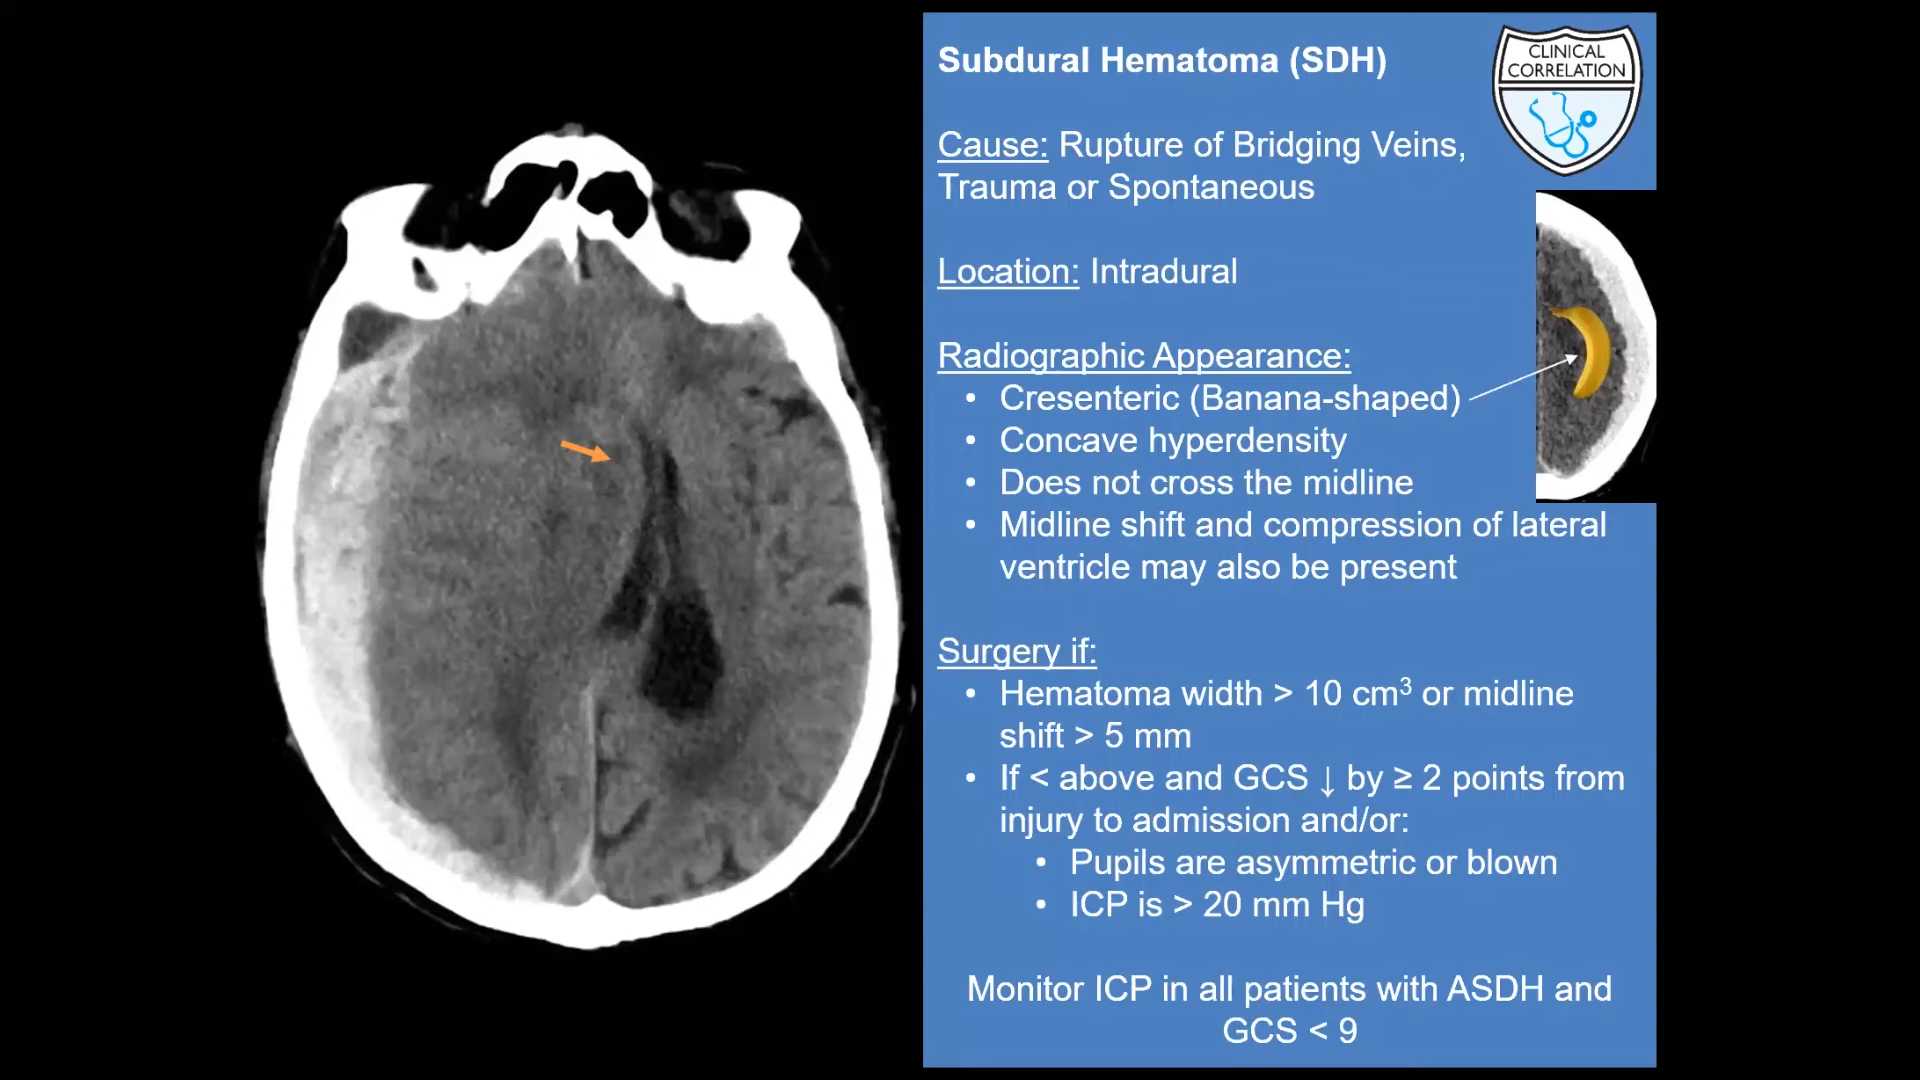 Subdural Hematoma (SDH)
CLINICAL
CORRELATION
Cause: Rupture of Bridging Veins,
Trauma or Spontaneous
Location: Intradural
Radiographic Appearance:
• Cresenteric (Banana-shaped)
• Concave hyperdensity
• Does not cross the midline
• Midline shift and compression of lateral
ventricle may also be present
Surgery if:
• Hematoma width > 10 cm³ or midline
shift > 5 mm
• If < above and GCS ↓ by ≥ 2 points from
injury to admission and/or:
• Pupils are asymmetric or blown
• ICP is > 20 mm Hg
Monitor ICP in all patients with ASDH and
GCS < 9